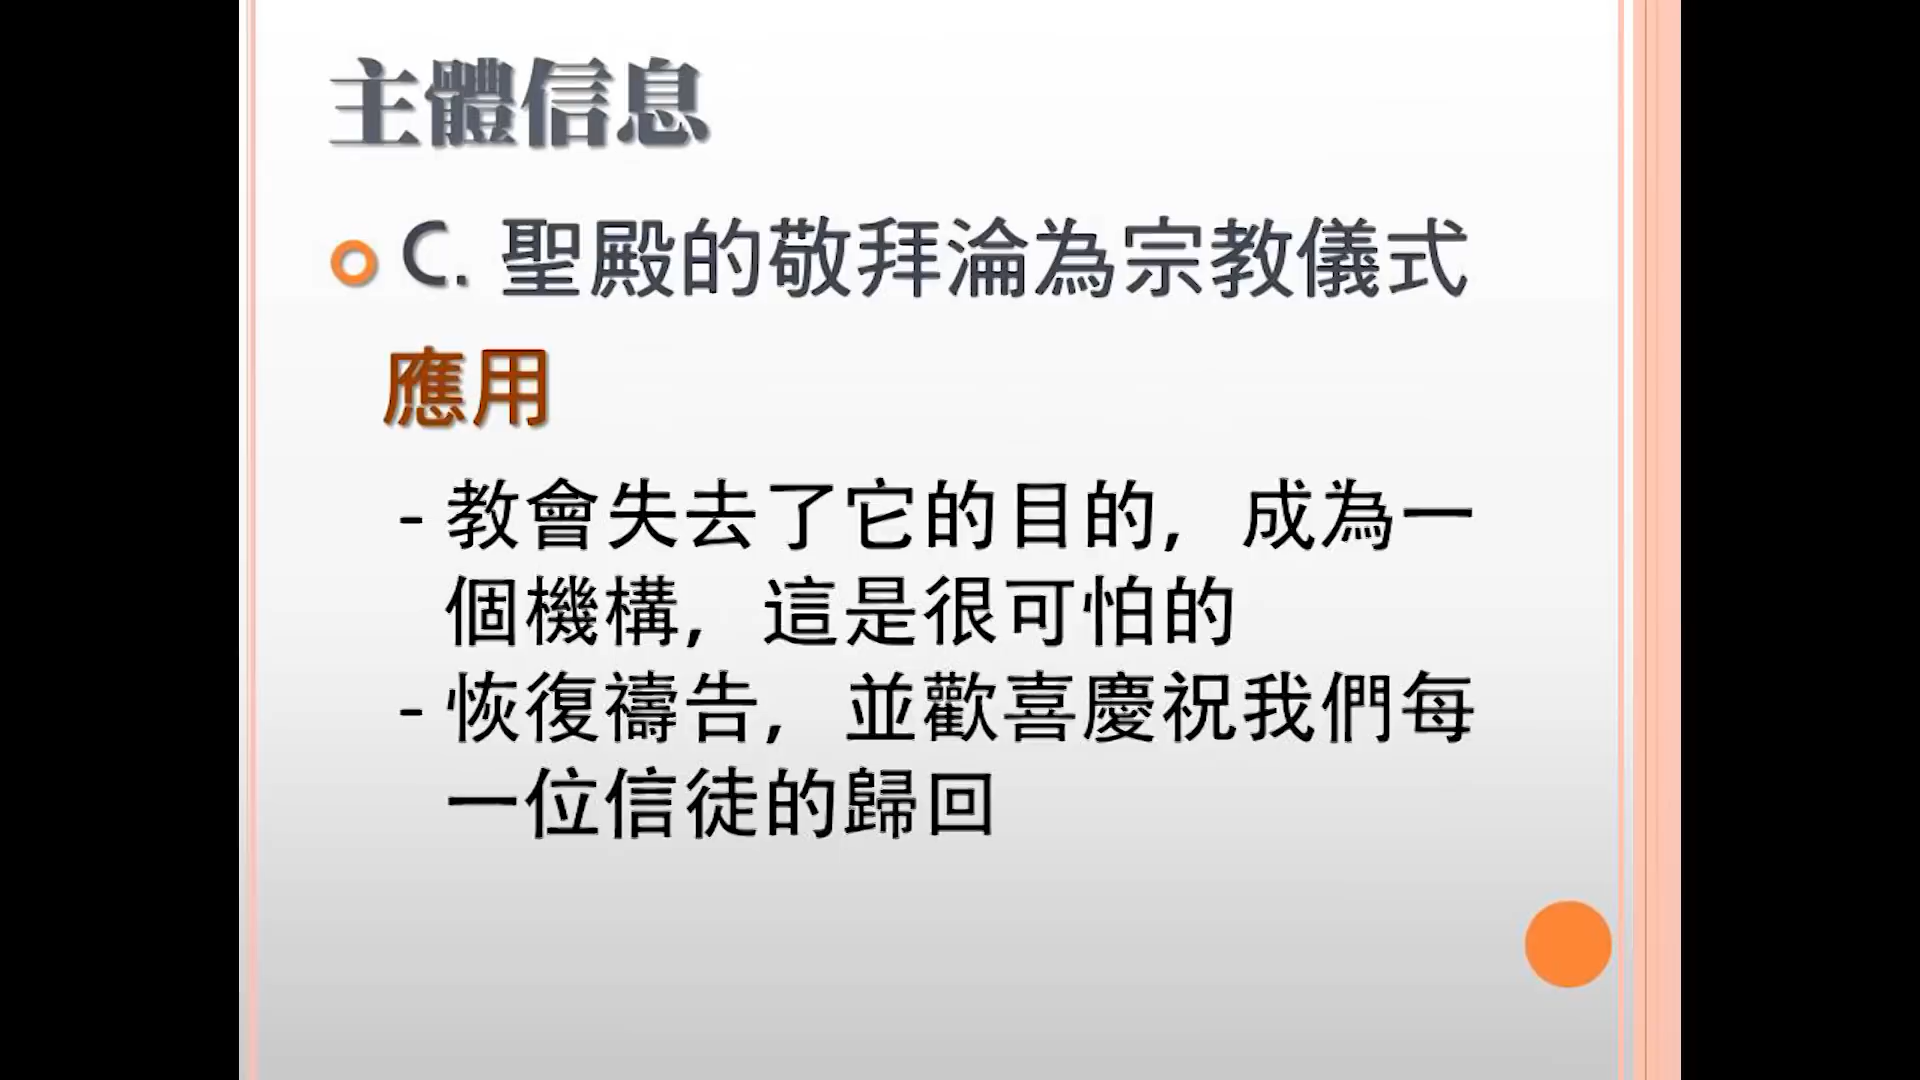 主體信息
C. 聖殿的敬拜淪為宗教儀式
應用
- 教會失去了它的目的，成為一
個機構，這是很可怕的
- 恢復禱告，並歡喜慶祝我們每
一位信徒的歸回